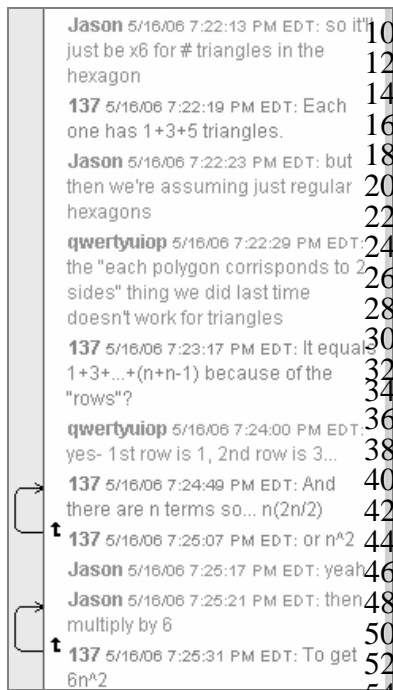 Jason 5/16/06 7:22:13 PM EDT: so it'll
just be x6 for # triangles in the
hexagon
137 5/16/06 7:22:19 PM EDT: Each
one has 1+3+5 triangles.
Jason 5/16/06 7:22:23 PM EDT: but
then we're assuming just regular
hexagons
qwertyuiop 5/16/06 7:22:29 PM EDT:
the "each polygon corrisponds to 2
sides" thing we did last time
doesn't work for triangles
137 5/16/06 7:23:17 PM EDT: It equals
1+3+...+(n+n-1) because of the
"rows"?
qwertyuiop 5/16/06 7:24:00 PM EDT:
yes- 1st row is 1, 2nd row is 3...
137 5/16/06 7:24:49 PM EDT: And
there are n terms so... n(2n/2)
137 5/16/06 7:25:07 PM EDT: or n^2
Jason 5/16/06 7:25:17 PM EDT: yeah
Jason 5/16/06 7:25:21 PM EDT: then
multiply by 6
137 5/16/06 7:25:31 PM EDT: To get
6n^2
10
12
14
16
18
20
22
24
26
28
30
32
34
36
38
40
42
44
46
48
50
52